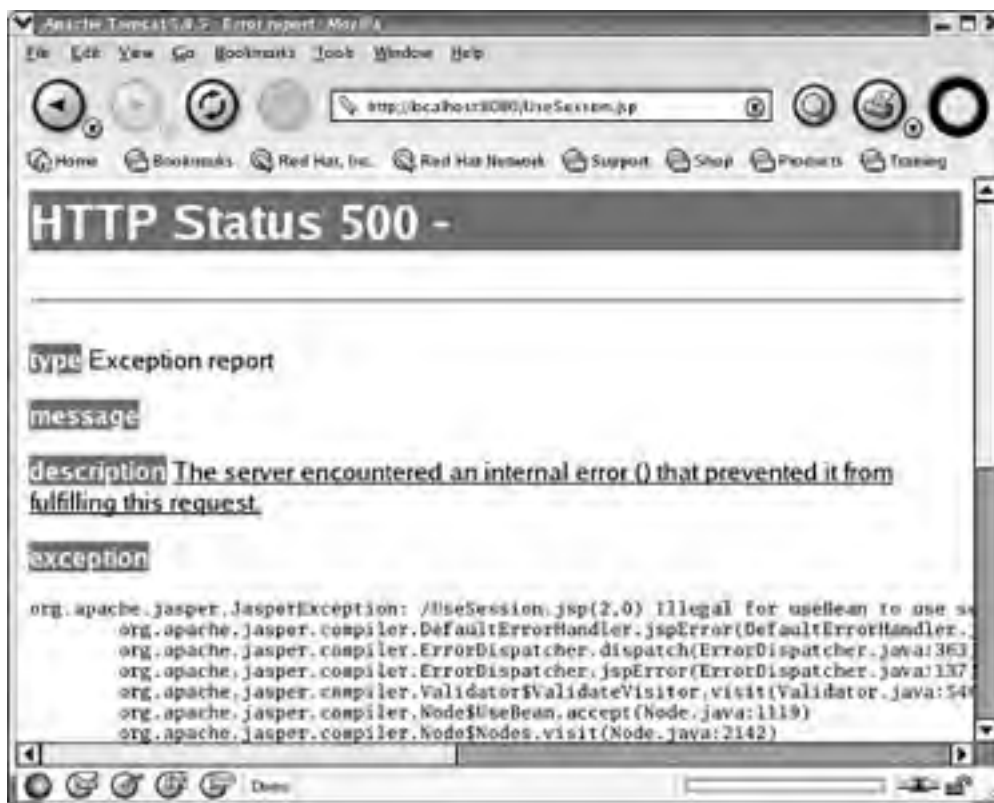 Apache Tomcat/5.0.5 - Error report - Mozilla
File Edit View Go Bookmarks Tools Window Help
http://localhost:8080/UseSession.jsp
Home Bookmarks Red Hat, Inc. Red Hat Network Support Shop Products Training
HTTP Status 500 -
type Exception report
message
description The server encountered an internal error () that prevented it from
fulfilling this request.
exception
org.apache.jasper.JasperException: /UseSession.jsp(2,0) Illegal for useBean to use se
org.apache.jasper.compiler.DefaultErrorHandler.jspError(DefaultErrorHandler.
org.apache.jasper.compiler.ErrorDispatcher.dispatch(ErrorDispatcher.java:363
org.apache.jasper.compiler.ErrorDispatcher.jspError(ErrorDispatcher.java:137
org.apache.jasper.compiler.Validator$ValidateVisitor.visit(Validator.java:546
org.apache.jasper.compiler.Node$UseBean.accept(Node.java:1119)
org.apache.jasper.compiler.Node$Nodes.visit(Node.java:2142)
Done